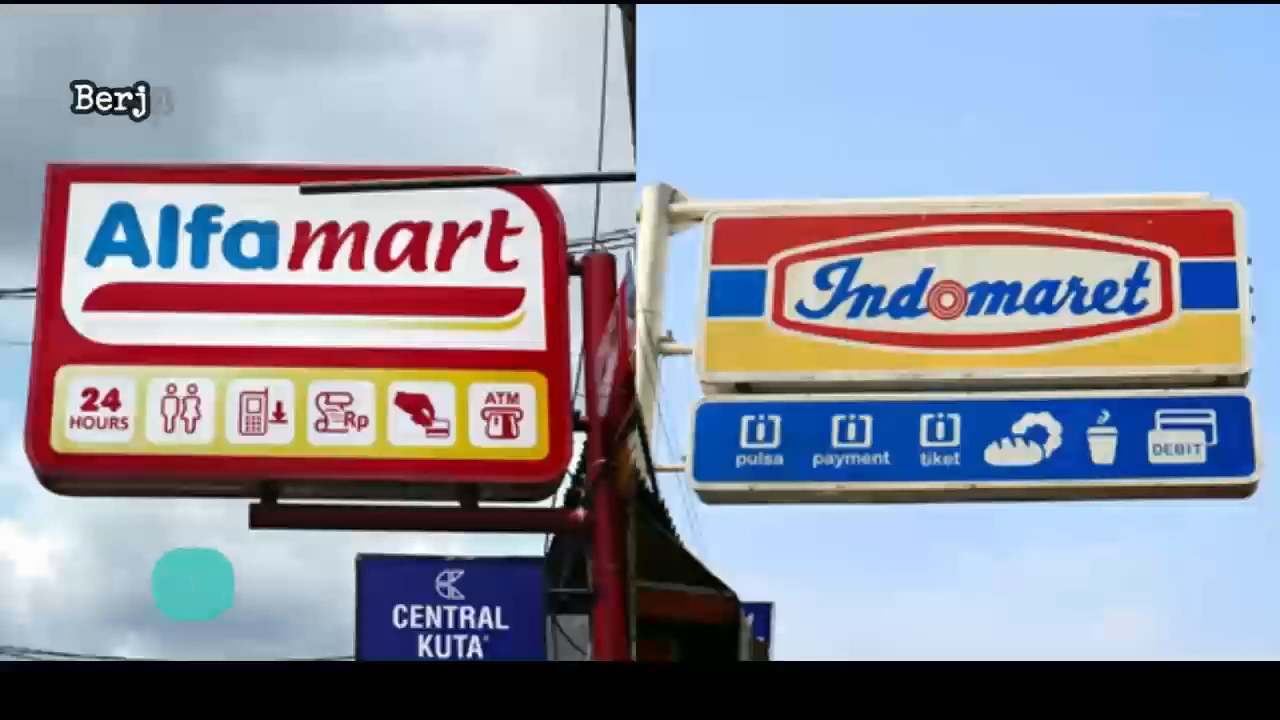 Berj
Alfamart
24
HOURS
Rp
ATM
CENTRAL
KUTA
Indomaret
pulsa
payment
tiket
DEBIT